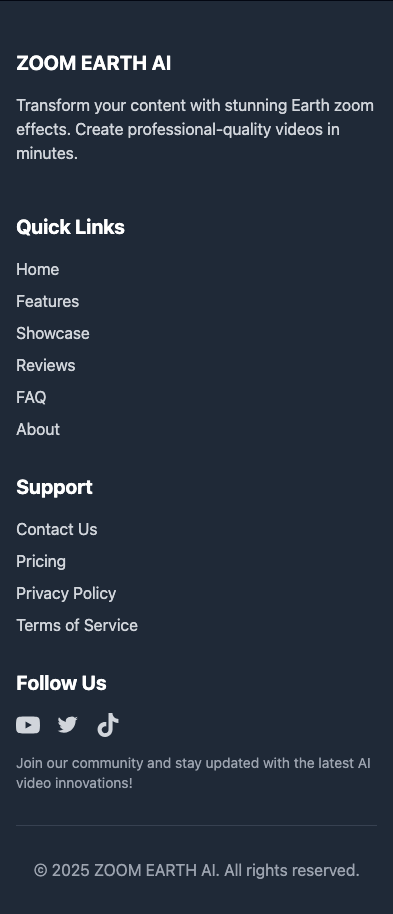 ZOOM EARTH AI
Transform your content with stunning Earth zoom
effects. Create professional-quality videos in
minutes.
Quick Links
Home
Features
Showcase
Reviews
FAQ
About
Support
Contact Us
Pricing
Privacy Policy
Terms of Service
Follow Us
Join our community and stay updated with the latest AI
video innovations!
© 2025 ZOOM EARTH AI. All rights reserved.